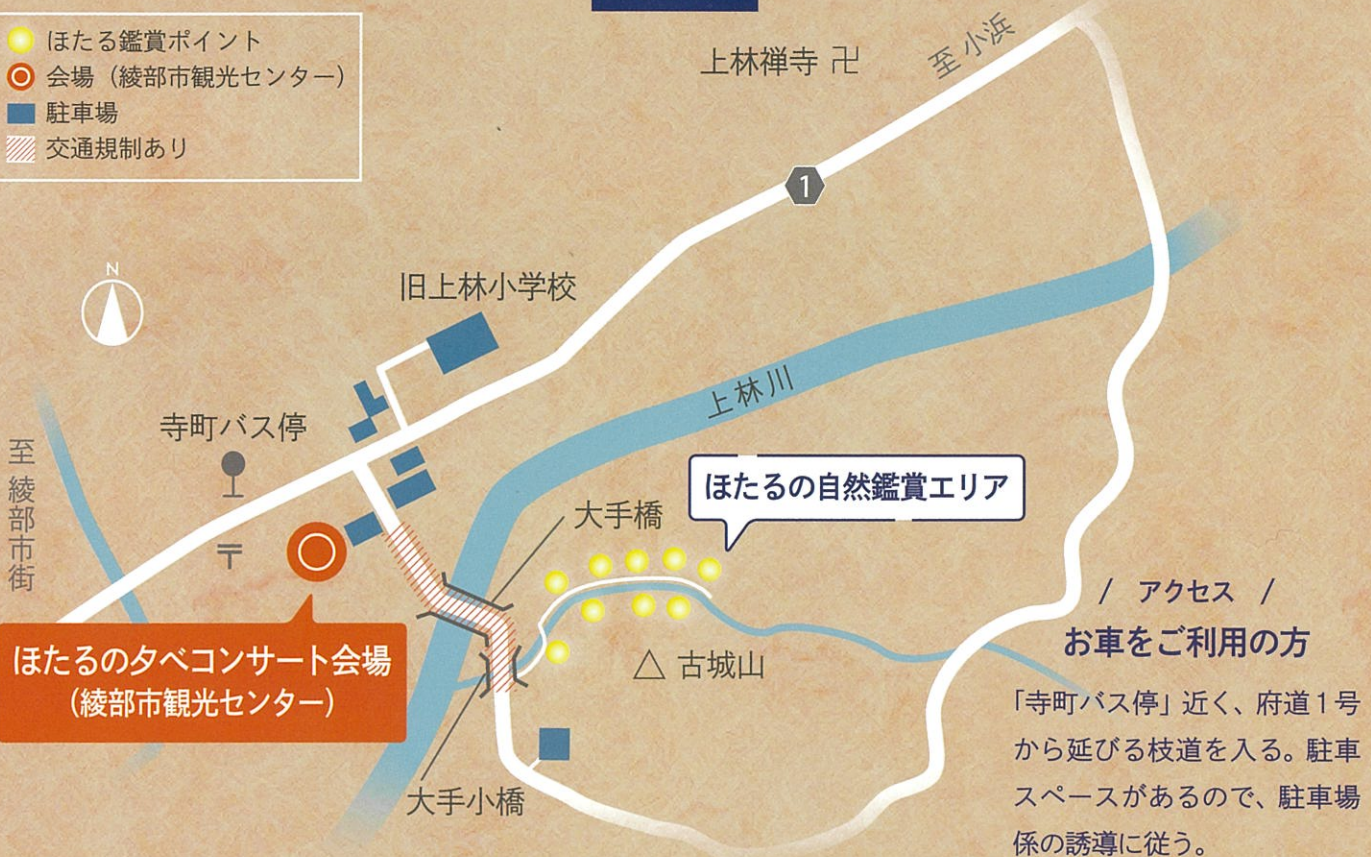 ほたる鑑賞ポイント
会場（綾部市観光センター）
駐車場
交通規制あり
上林禅寺 卍
至 小浜
1
N
旧上林小学校
寺町バス停
至 綾部市街
〒
上林川
ほたるの自然鑑賞エリア
大手橋
ほたるの夕べコンサート会場
（綾部市観光センター）
△ 古城山
大手小橋
/ アクセス /
お車をご利用の方
「寺町バス停」近く、府道1号
から延びる枝道を入る。駐車
スペースがあるので、駐車場
係の誘導に従う。